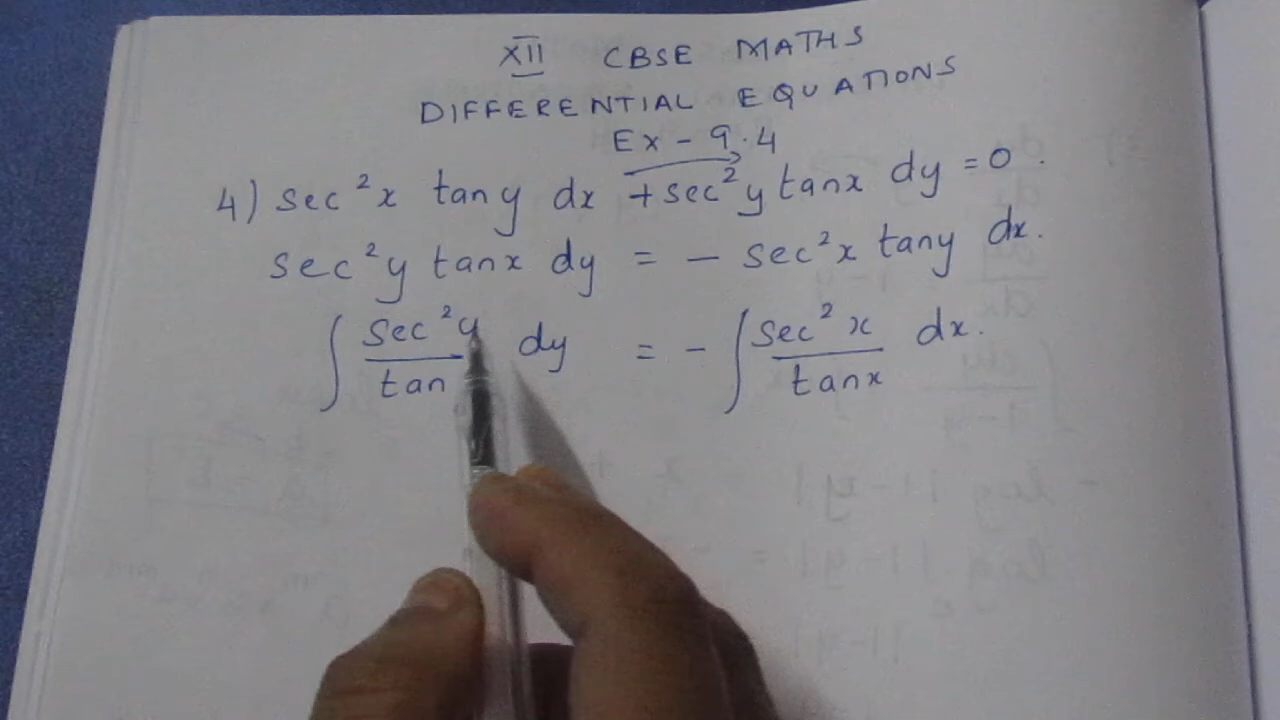 XII CBSE MATHS
DIFFERENTIAL EQUATIONS
Ex - 9.4
4) sec²x tany dx + sec²y tanx dy = 0.
sec²y tanx dy = - sec²x tany dx.
∫ sec²y / tan dy = - ∫ sec²x / tanx dx.